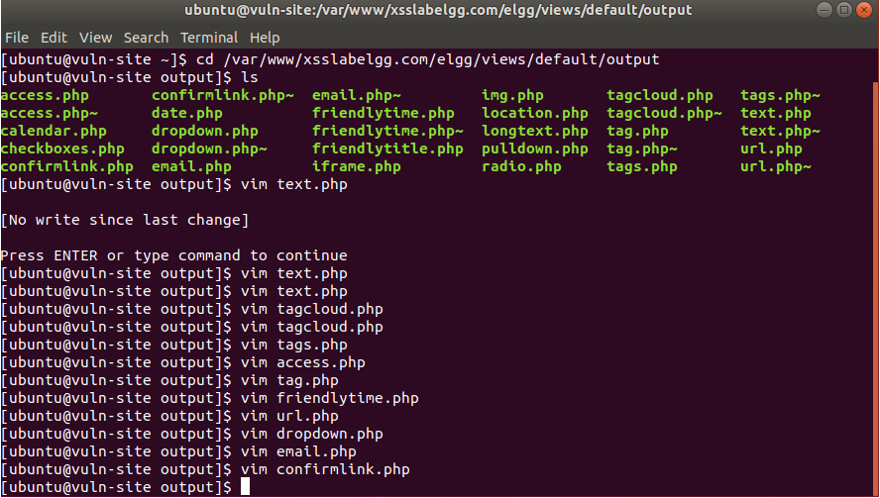 ubuntu@vuln-site:/var/www/xsslabelgg.com/elgg/views/default/output
File Edit View Search Terminal Help
[ubuntu@vuln-site ~]$ cd /var/www/xsslabelgg.com/elgg/views/default/output
[ubuntu@vuln-site output]$ ls
access.php confirmlink.php~ email.php~ img.php tagcloud.php tags.php~
access.php~ date.php friendlytime.php location.php tagcloud.php~ text.php
calendar.php dropdown.php friendlytime.php~ longtext.php tag.php text.php~
checkboxes.php dropdown.php~ friendlytitle.php pulldown.php tag.php~ url.php
confirmlink.php email.php iframe.php radio.php tags.php url.php~
[ubuntu@vuln-site output]$ vim text.php
[No write since last change]
Press ENTER or type command to continue
[ubuntu@vuln-site output]$ vim text.php
[ubuntu@vuln-site output]$ vim text.php
[ubuntu@vuln-site output]$ vim tagcloud.php
[ubuntu@vuln-site output]$ vim tagcloud.php
[ubuntu@vuln-site output]$ vim tags.php
[ubuntu@vuln-site output]$ vim access.php
[ubuntu@vuln-site output]$ vim tag.php
[ubuntu@vuln-site output]$ vim friendlytime.php
[ubuntu@vuln-site output]$ vim url.php
[ubuntu@vuln-site output]$ vim dropdown.php
[ubuntu@vuln-site output]$ vim email.php
[ubuntu@vuln-site output]$ vim confirmlink.php
[ubuntu@vuln-site output]$